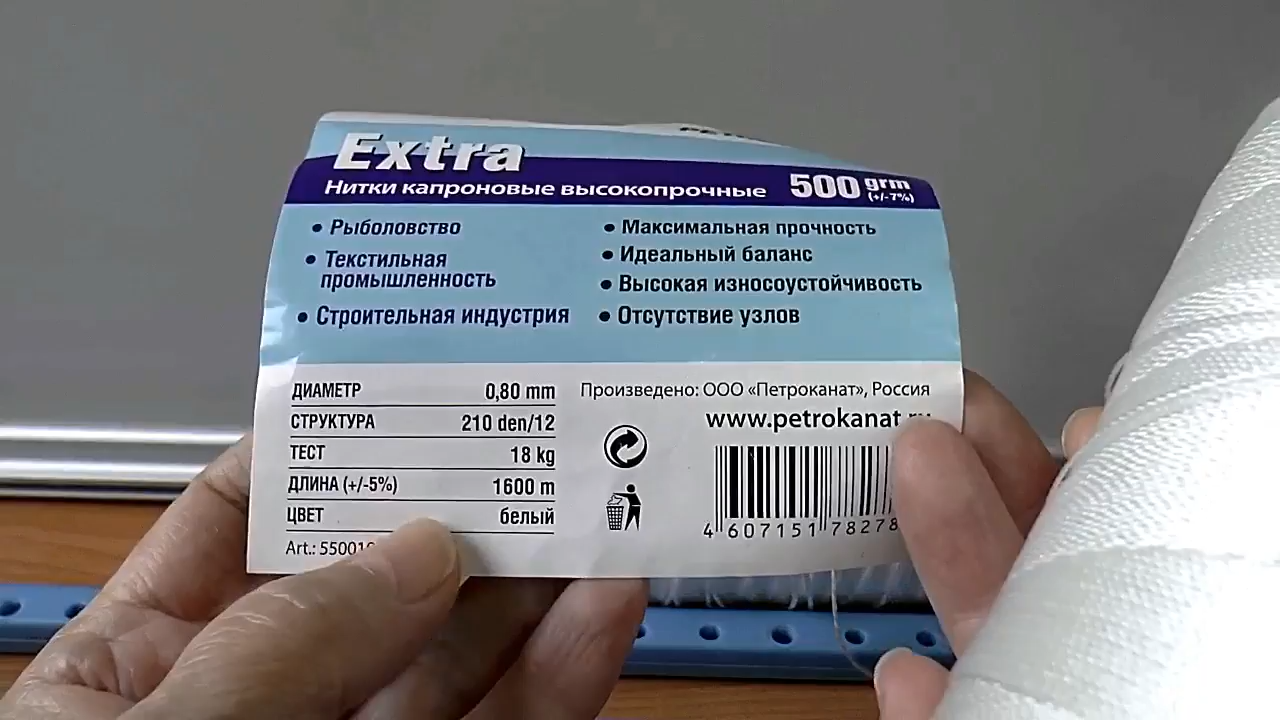 Extra
Нитки капроновые высокопрочные 500 grm
(+/-7%)
• Рыболовство
• Текстильная
промышленность
• Строительная индустрия
• Максимальная прочность
• Идеальный баланс
• Высокая износоустойчивость
• Отсутствие узлов
ДИАМЕТР 0,80 mm
СТРУКТУРА 210 den/12
ТЕСТ 18 kg
ДЛИНА (+/-5%) 1600 m
ЦВЕТ белый
Art.:
Произведено: ООО «Петроканат», Россия
www.petrokanat.ru
4 607151 78278